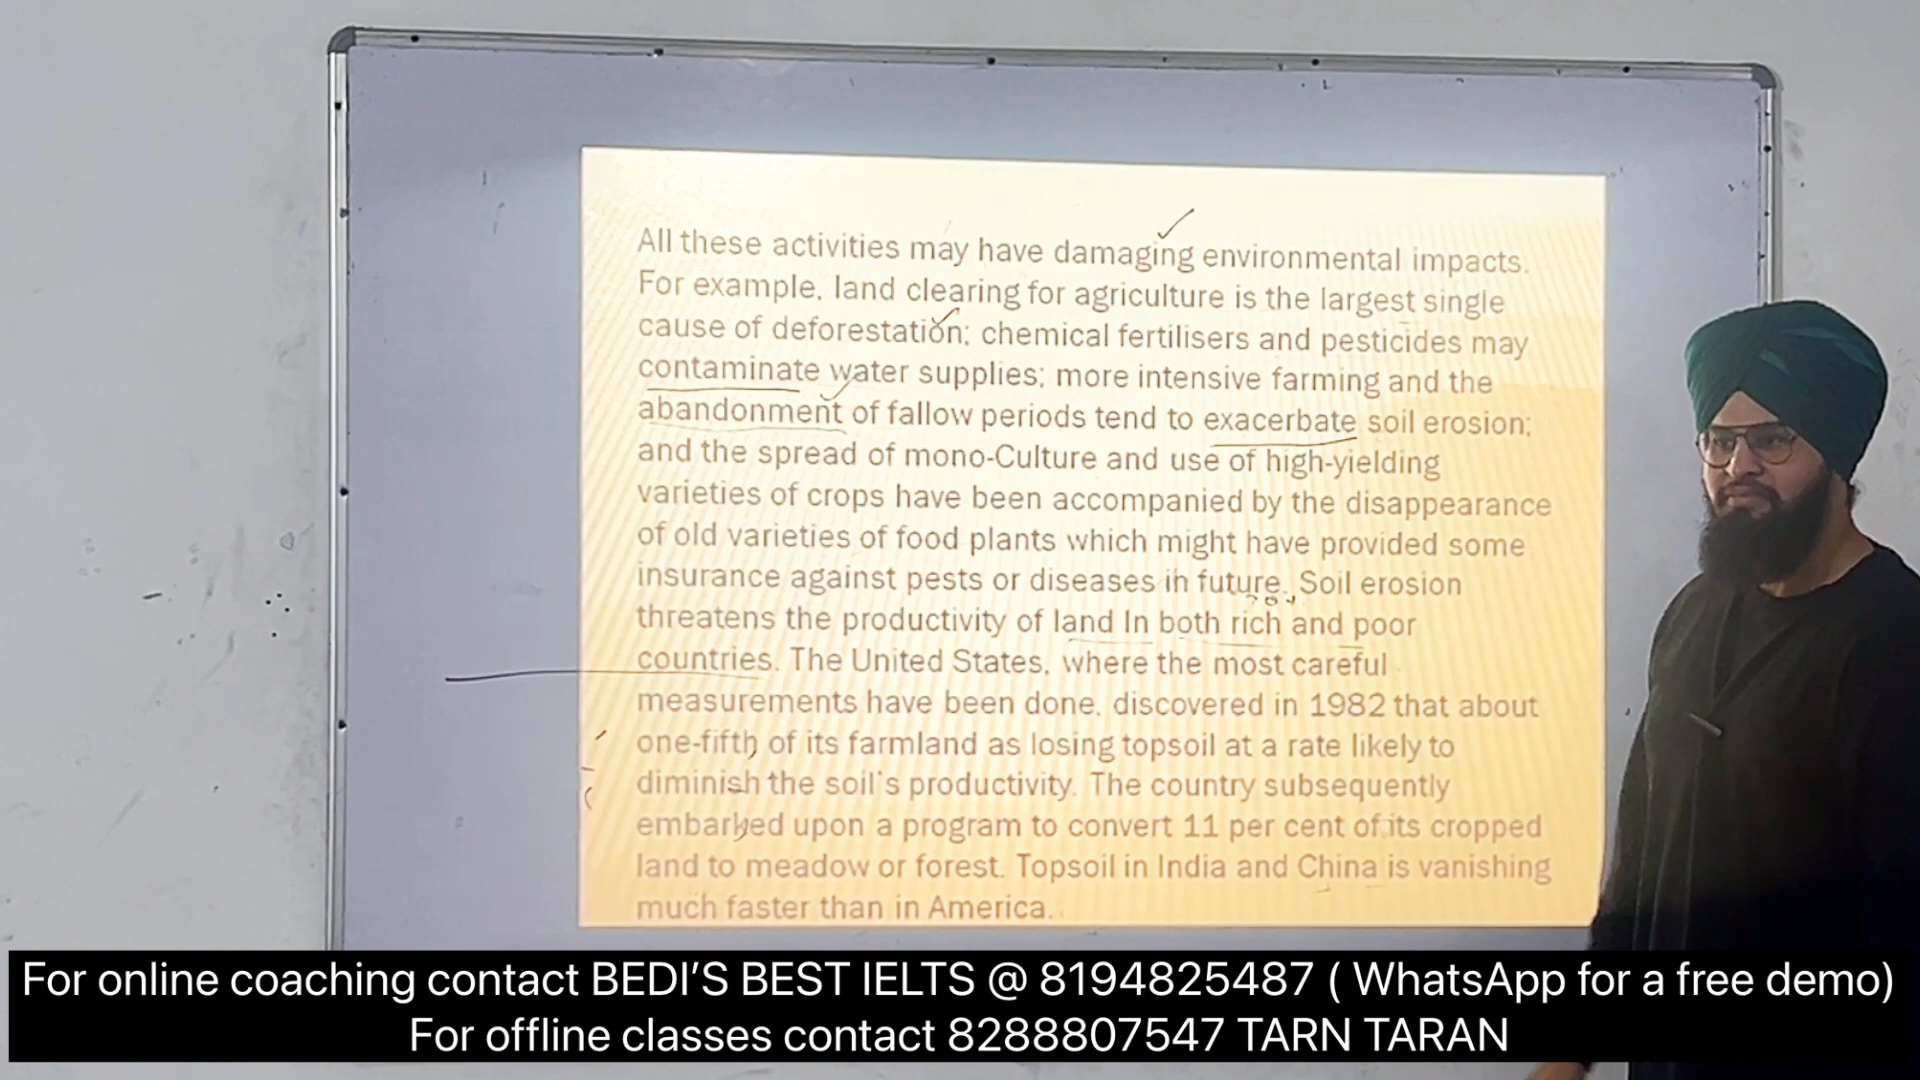 All these activities may have damaging environmental impacts.
For example, land clearing for agriculture is the largest single
cause of deforestation; chemical fertilisers and pesticides may
contaminate water supplies; more intensive farming and the
abandonment of fallow periods tend to exacerbate soil erosion;
and the spread of mono-Culture and use of high-yielding
varieties of crops have been accompanied by the disappearance
of old varieties of food plants which might have provided some
insurance against pests or diseases in future. Soil erosion
threatens the productivity of land In both rich and poor
countries. The United States, where the most careful
measurements have been done, discovered in 1982 that about
one-fifth of its farmland as losing topsoil at a rate likely to
diminish the soil's productivity. The country subsequently
embarked upon a program to convert 11 per cent of its cropped
land to meadow or forest. Topsoil in India and China is vanishing
much faster than in America.
For online coaching contact BEDI'S BEST IELTS @ 8194825487 ( WhatsApp for a free demo)
For offline classes contact 8288807547 TARN TARAN